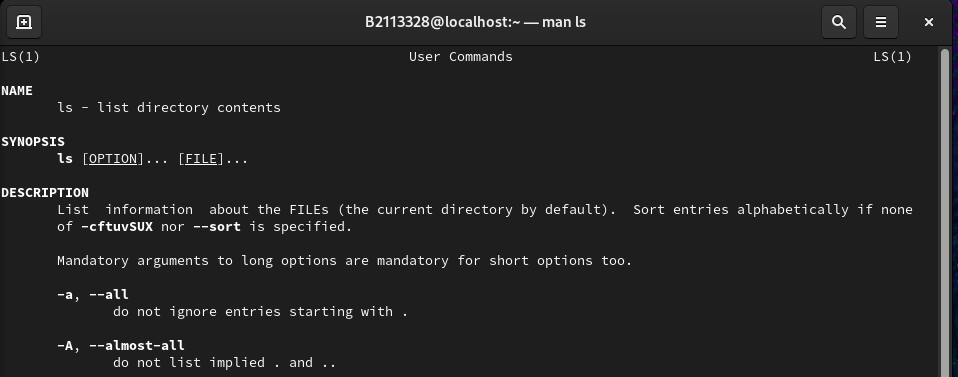 B2113328@localhost:~ — man ls
LS(1) User Commands LS(1)
NAME
ls - list directory contents
SYNOPSIS
ls [OPTION]... [FILE]...
DESCRIPTION
List information about the FILEs (the current directory by default). Sort entries alphabetically if none
of -cftuvSUX nor --sort is specified.
Mandatory arguments to long options are mandatory for short options too.
-a, --all
do not ignore entries starting with .
-A, --almost-all
do not list implied . and ..